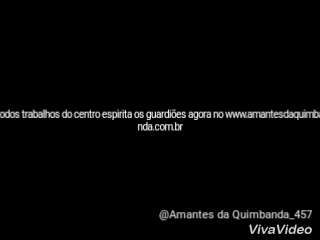 odos trabalhos do centro espirita os guardiões agora no www.amantesdaquimba
nda.com.br
@Amantes da Quimbanda_457
VivaVideo